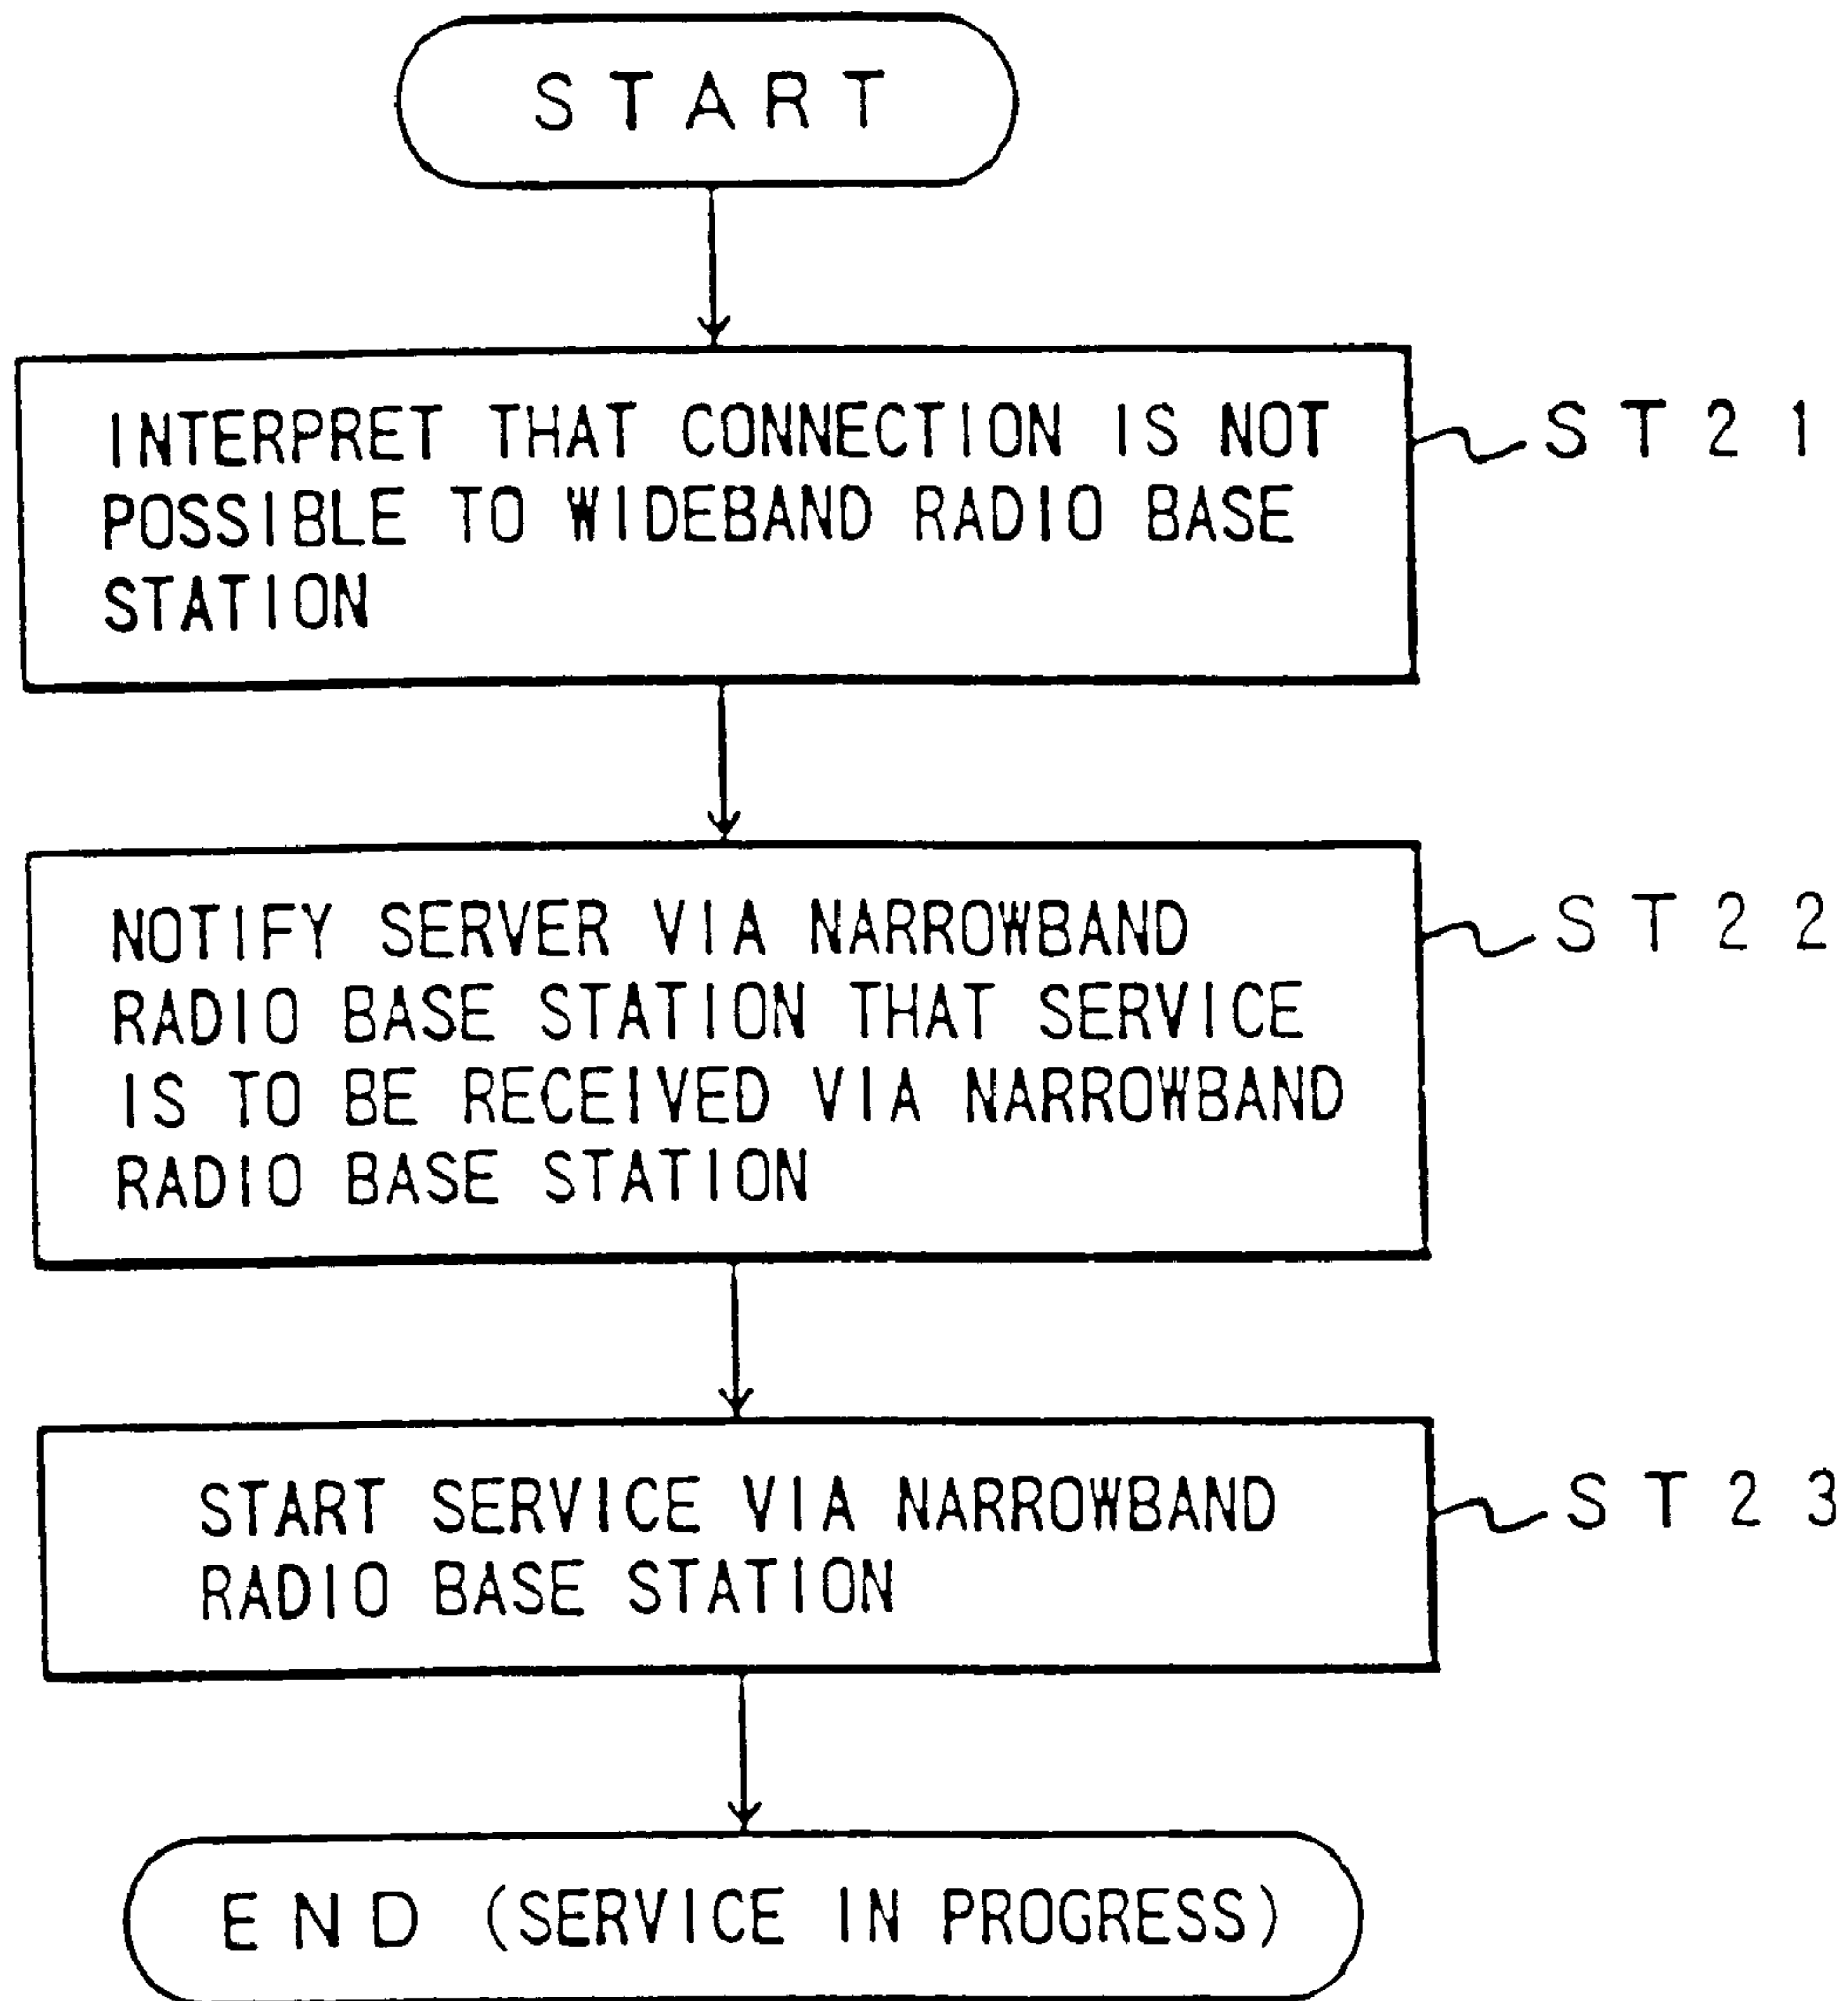 START
INTERPRET THAT CONNECTION IS NOT
POSSIBLE TO WIDEBAND RADIO BASE
STATION
ST21
NOTIFY SERVER VIA NARROWBAND
RADIO BASE STATION THAT SERVICE
IS TO BE RECEIVED VIA NARROWBAND
RADIO BASE STATION
ST22
START SERVICE VIA NARROWBAND
RADIO BASE STATION
ST23
END (SERVICE IN PROGRESS)